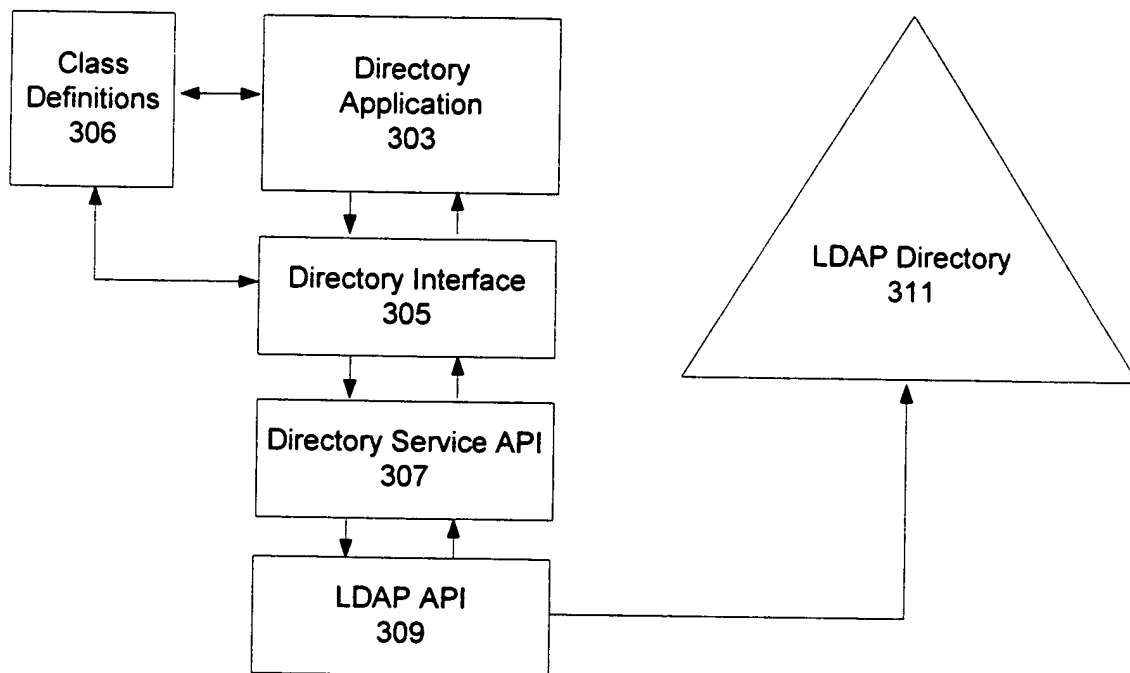 Class
Definitions
306
Directory
Application
303
Directory Interface
305
LDAP Directory
311
Directory Service API
307
LDAP API
309